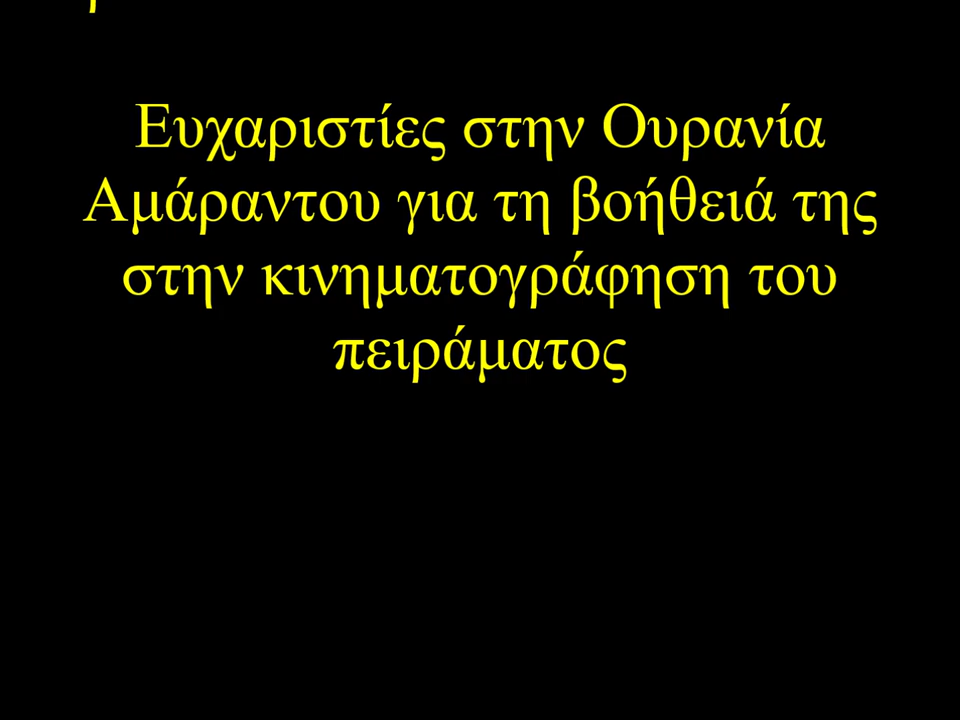 Ευχαριστίες στην Ουρανία
Αμάραντου για τη βοήθειά της
στην κινηματογράφηση του
πειράματος